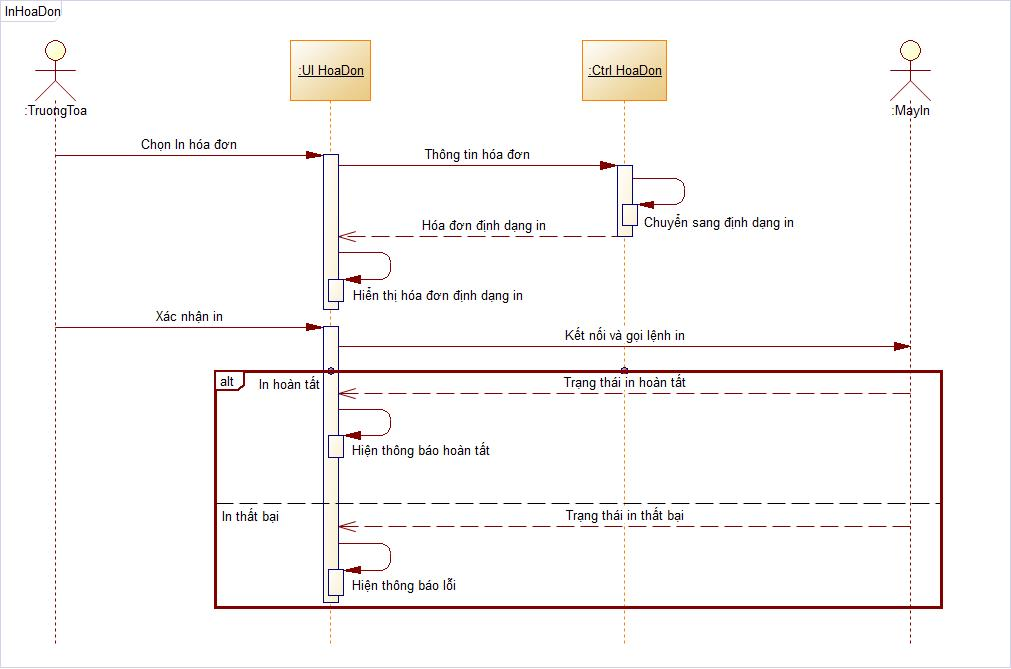 InHoaDon
:UI HoaDon
:Ctrl HoaDon
:TruongToa
:MayIn
Chọn In hóa đơn
Thông tin hóa đơn
Chuyển sang định dạng in
Hóa đơn định dạng in
Hiển thị hóa đơn định dạng in
Xác nhận in
Kết nối và gọi lệnh in
alt
In hoàn tất
Trạng thái in hoàn tất
Hiện thông báo hoàn tất
In thất bại
Trạng thái in thất bại
Hiện thông báo lỗi